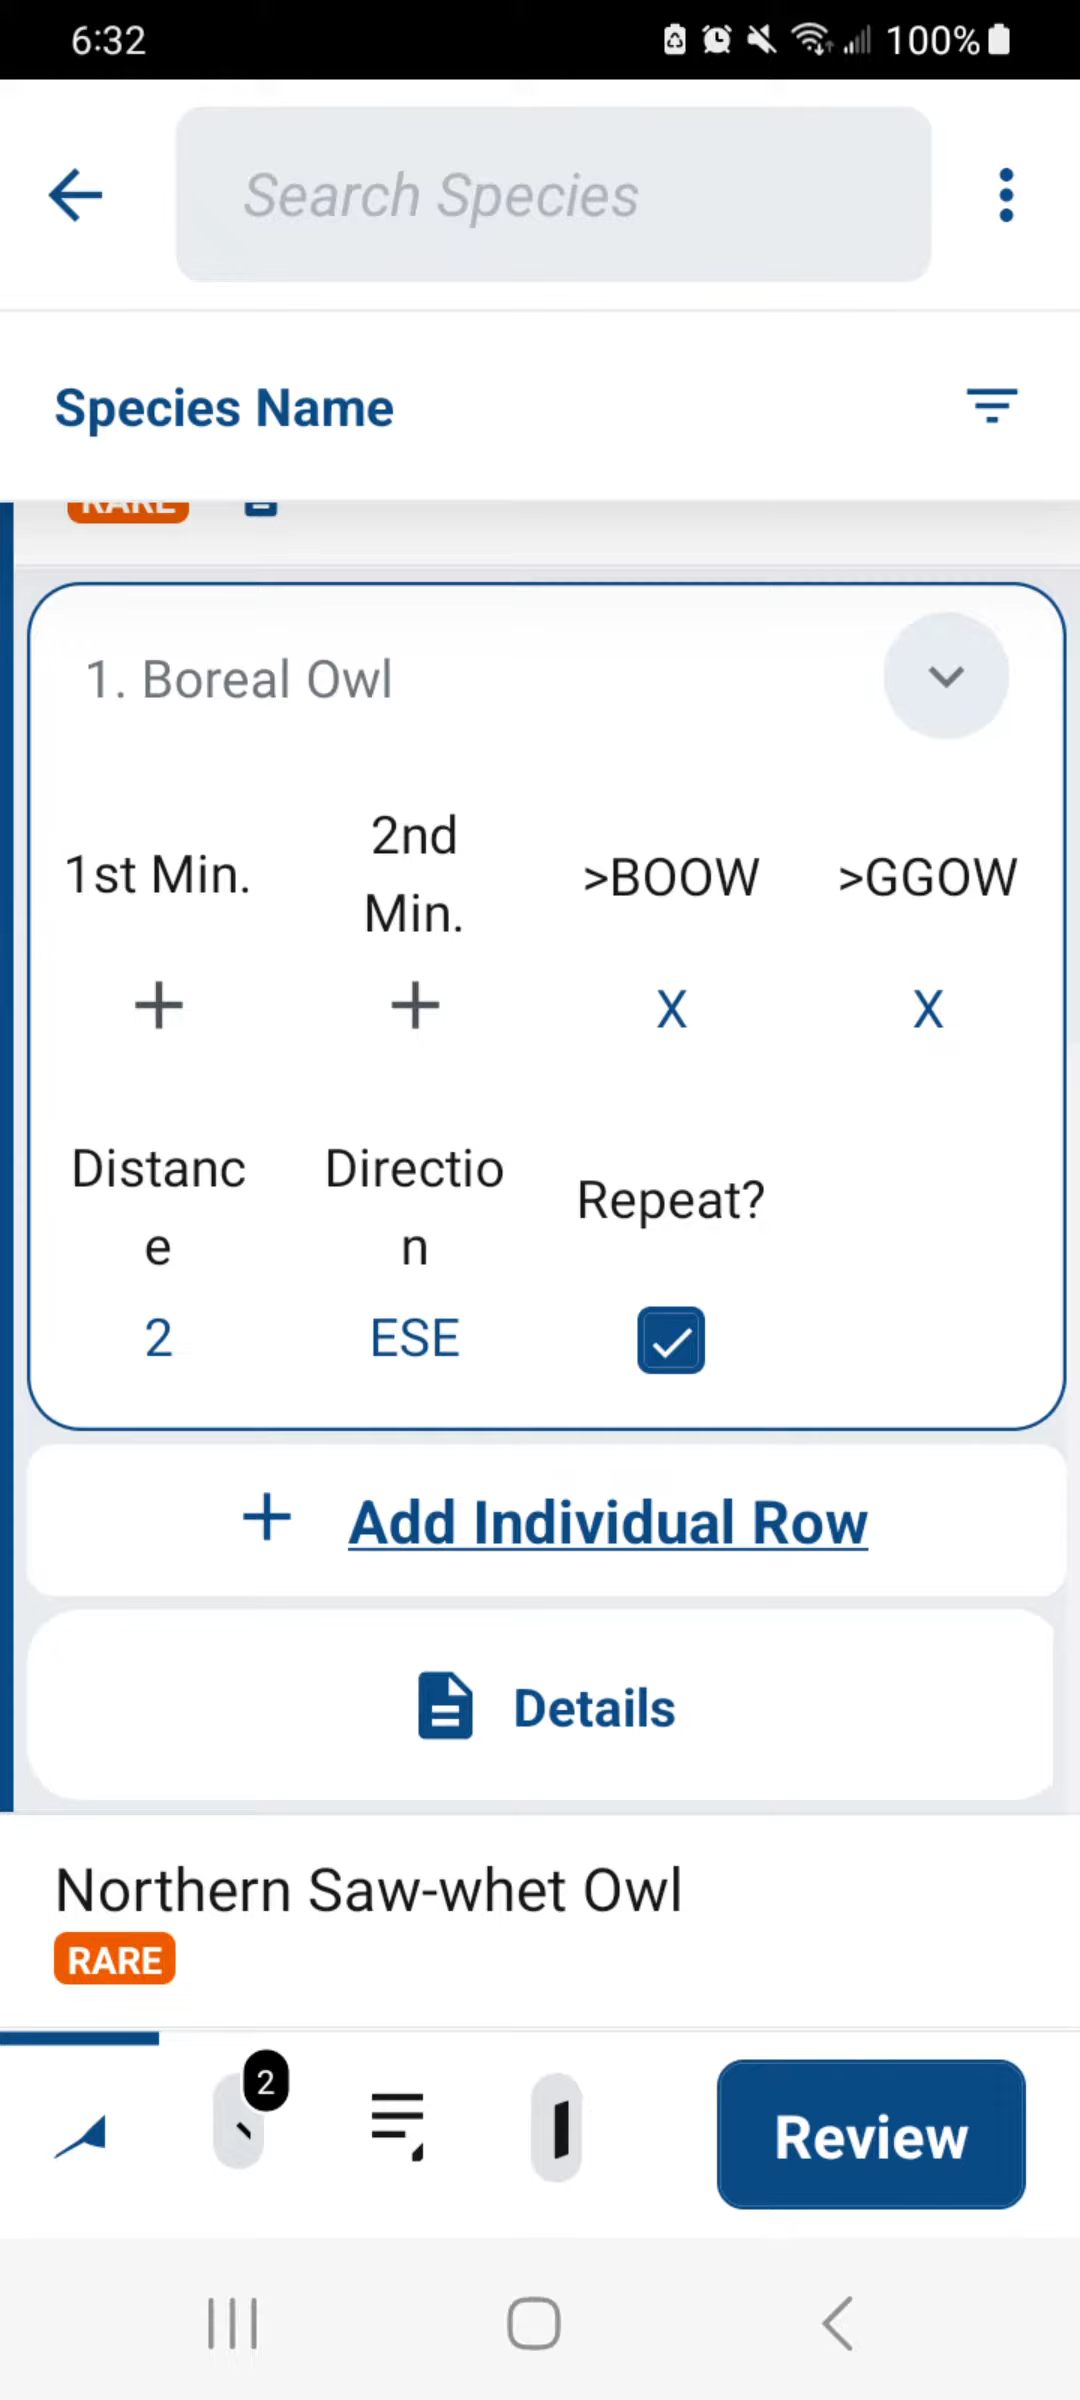 6:32 100%
Search Species
Species Name
RARE
1. Boreal Owl
1st Min. 2nd Min. >BOOW >GGOW
+ + X X
Distanc
e Directio
n Repeat?
2 ESE
+ Add Individual Row
Details
Northern Saw-whet Owl
RARE
2
Review